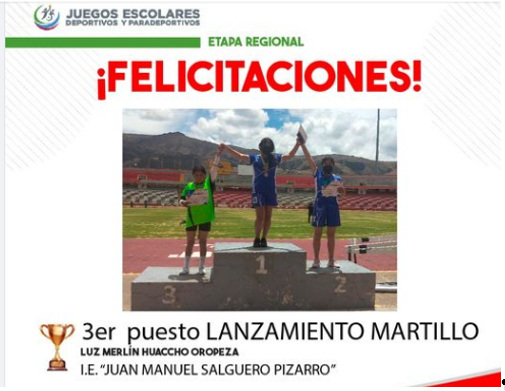 JUEGOS ESCOLARES
DEPORTIVOS Y PARADEPORTIVOS
ETAPA REGIONAL
¡FELICITACIONES!
1
2
3
3er puesto LANZAMIENTO MARTILLO
LUZ MERLÍN HUACCHO OROPEZA
I.E. “JUAN MANUEL SALGUERO PIZARRO”